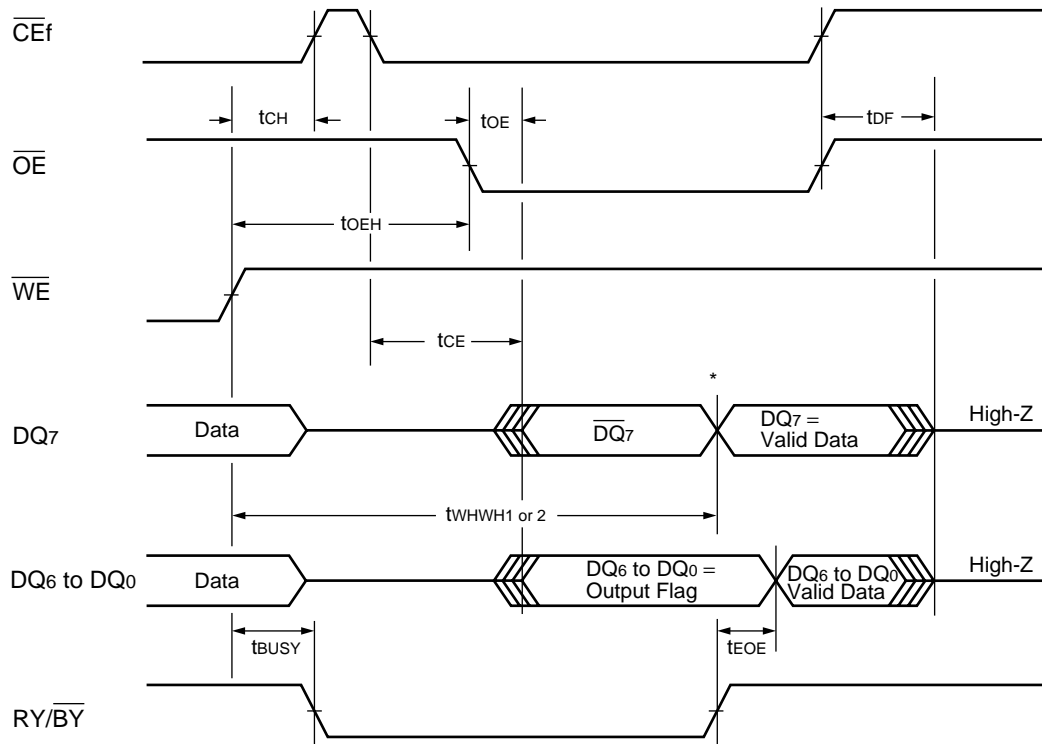 CEf
tCH
tOE
tDF
OE
tOEH
WE
tCE
*
DQ7
Data
DQ7
DQ7 =
Valid Data
High-Z
tWHWH1 or 2
DQ6 to DQ0
Data
DQ6 to DQ0 =
Output Flag
DQ6 to DQ0
Valid Data
High-Z
tBUSY
tEOE
RY/BY